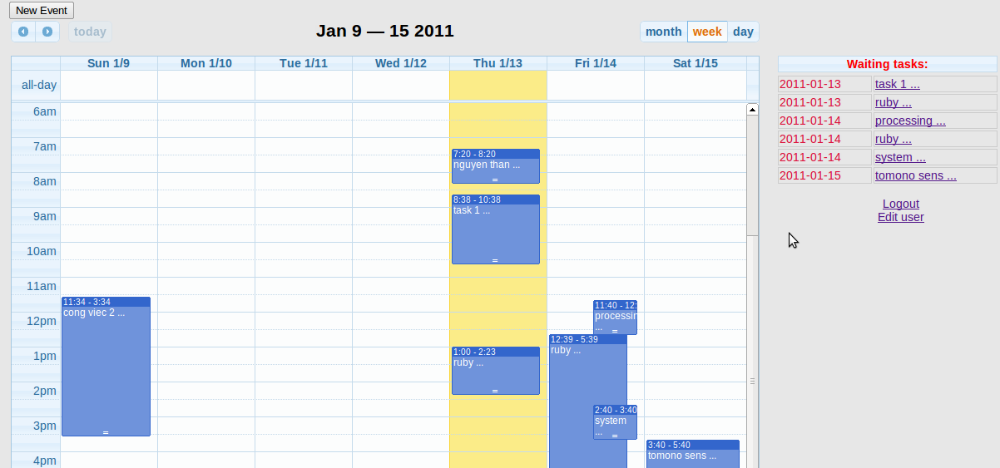 New Event
today
Jan 9 — 15 2011
month week day
Sun 1/9 Mon 1/10 Tue 1/11 Wed 1/12 Thu 1/13 Fri 1/14 Sat 1/15
all-day
6am
7am
8am
9am
10am
11am
12pm
1pm
2pm
3pm
4pm
11:34 - 3:34
cong viec 2 ...
7:20 - 8:20
nguyen than ...
8:38 - 10:38
task 1 ...
1:00 - 2:23
ruby ...
11:40 - 12:
processin
...
12:39 - 5:39
ruby ...
2:40 - 3:40
system
...
3:40 - 5:40
tomono sens ...
Waiting tasks:
2011-01-13 task 1 ...
2011-01-13 ruby ...
2011-01-14 processing ...
2011-01-14 ruby ...
2011-01-14 system ...
2011-01-15 tomono sens ...
Logout
Edit user